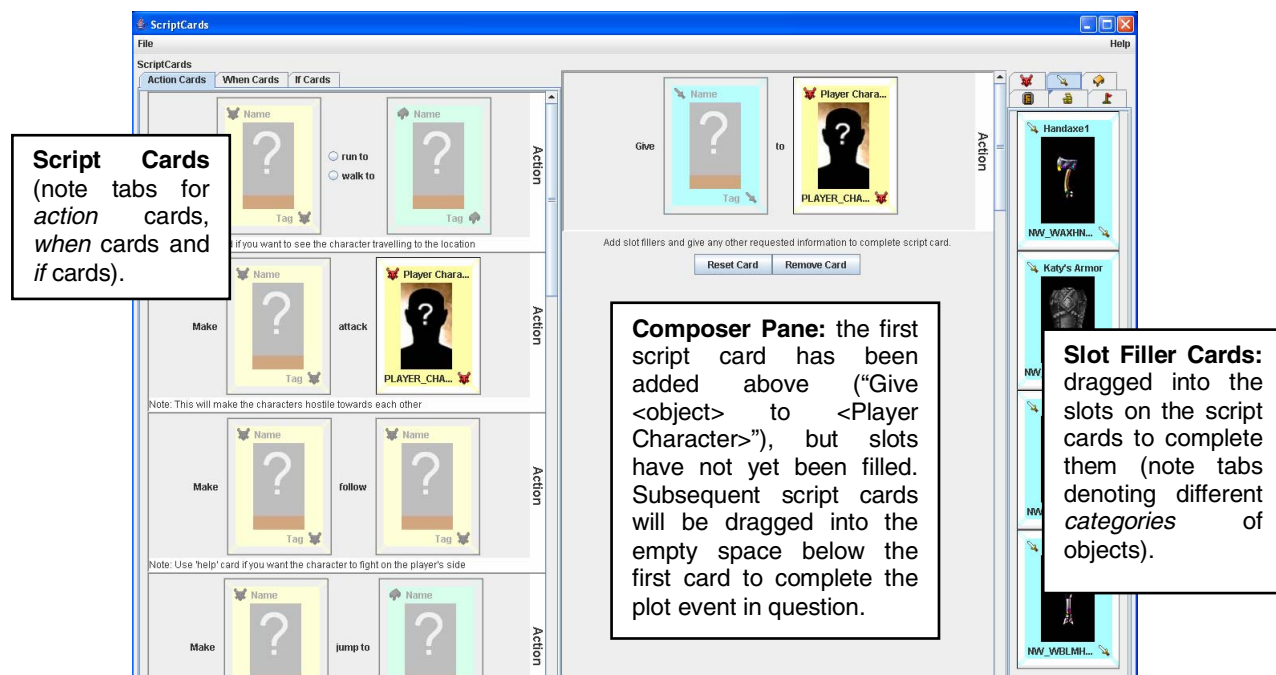 ScriptCards
File
Help
ScriptCards
Action Cards When Cards If Cards
Name
?
Tag
run to
walk to
Name
?
Tag
Action
if you want to see the character travelling to the location
Make
Name
?
Tag
attack
Player Chara...
?
PLAYER_CHA...
Action
Note: This will make the characters hostile towards each other
Make
Name
?
Tag
follow
Name
?
Tag
Action
Note: Use 'help' card if you want the character to fight on the player's side
Make
Name
?
jump to
Name
?
Action
Give
Name
?
Tag
to
Player Chara...
?
PLAYER_CHA...
Action
Add slot fillers and give any other requested information to complete script card.
Reset Card Remove Card
Handaxe1
NW_WAXHN...
Katy's Armor
NW_WBLMH...
Script Cards
(note tabs for
action cards,
when cards and
if cards).
Composer Pane: the first
script card has been
added above (“Give
<object> to <Player
Character>”), but slots
have not yet been filled.
Subsequent script cards
will be dragged into the
empty space below the
first card to complete the
plot event in question.
Slot Filler Cards:
dragged into the
slots on the script
cards to complete
them (note tabs
denoting different
categories of
objects).